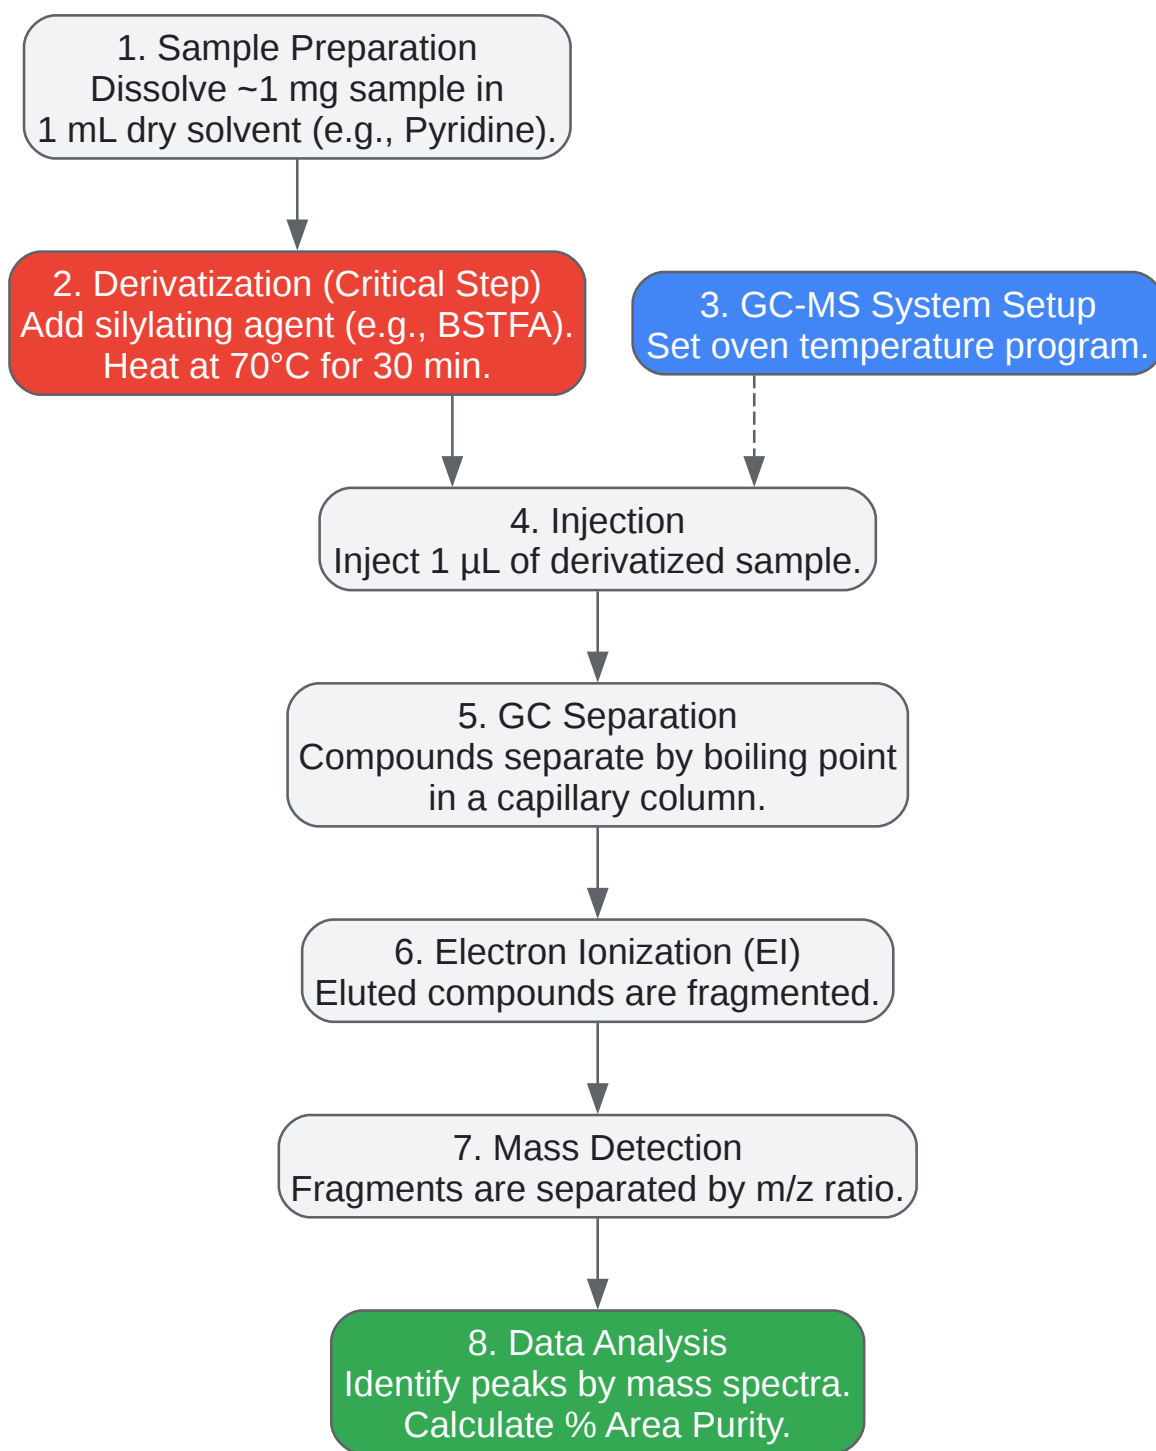 1. Sample Preparation
Dissolve ~1 mg sample in
1 mL dry solvent (e.g., Pyridine).
2. Derivatization (Critical Step)
Add silylating agent (e.g., BSTFA).
Heat at 70°C for 30 min.
3. GC-MS System Setup
Set oven temperature program.
4. Injection
Inject 1 µL of derivatized sample.
5. GC Separation
Compounds separate by boiling point
in a capillary column.
6. Electron Ionization (EI)
Eluted compounds are fragmented.
7. Mass Detection
Fragments are separated by m/z ratio.
8. Data Analysis
Identify peaks by mass spectra.
Calculate % Area Purity.